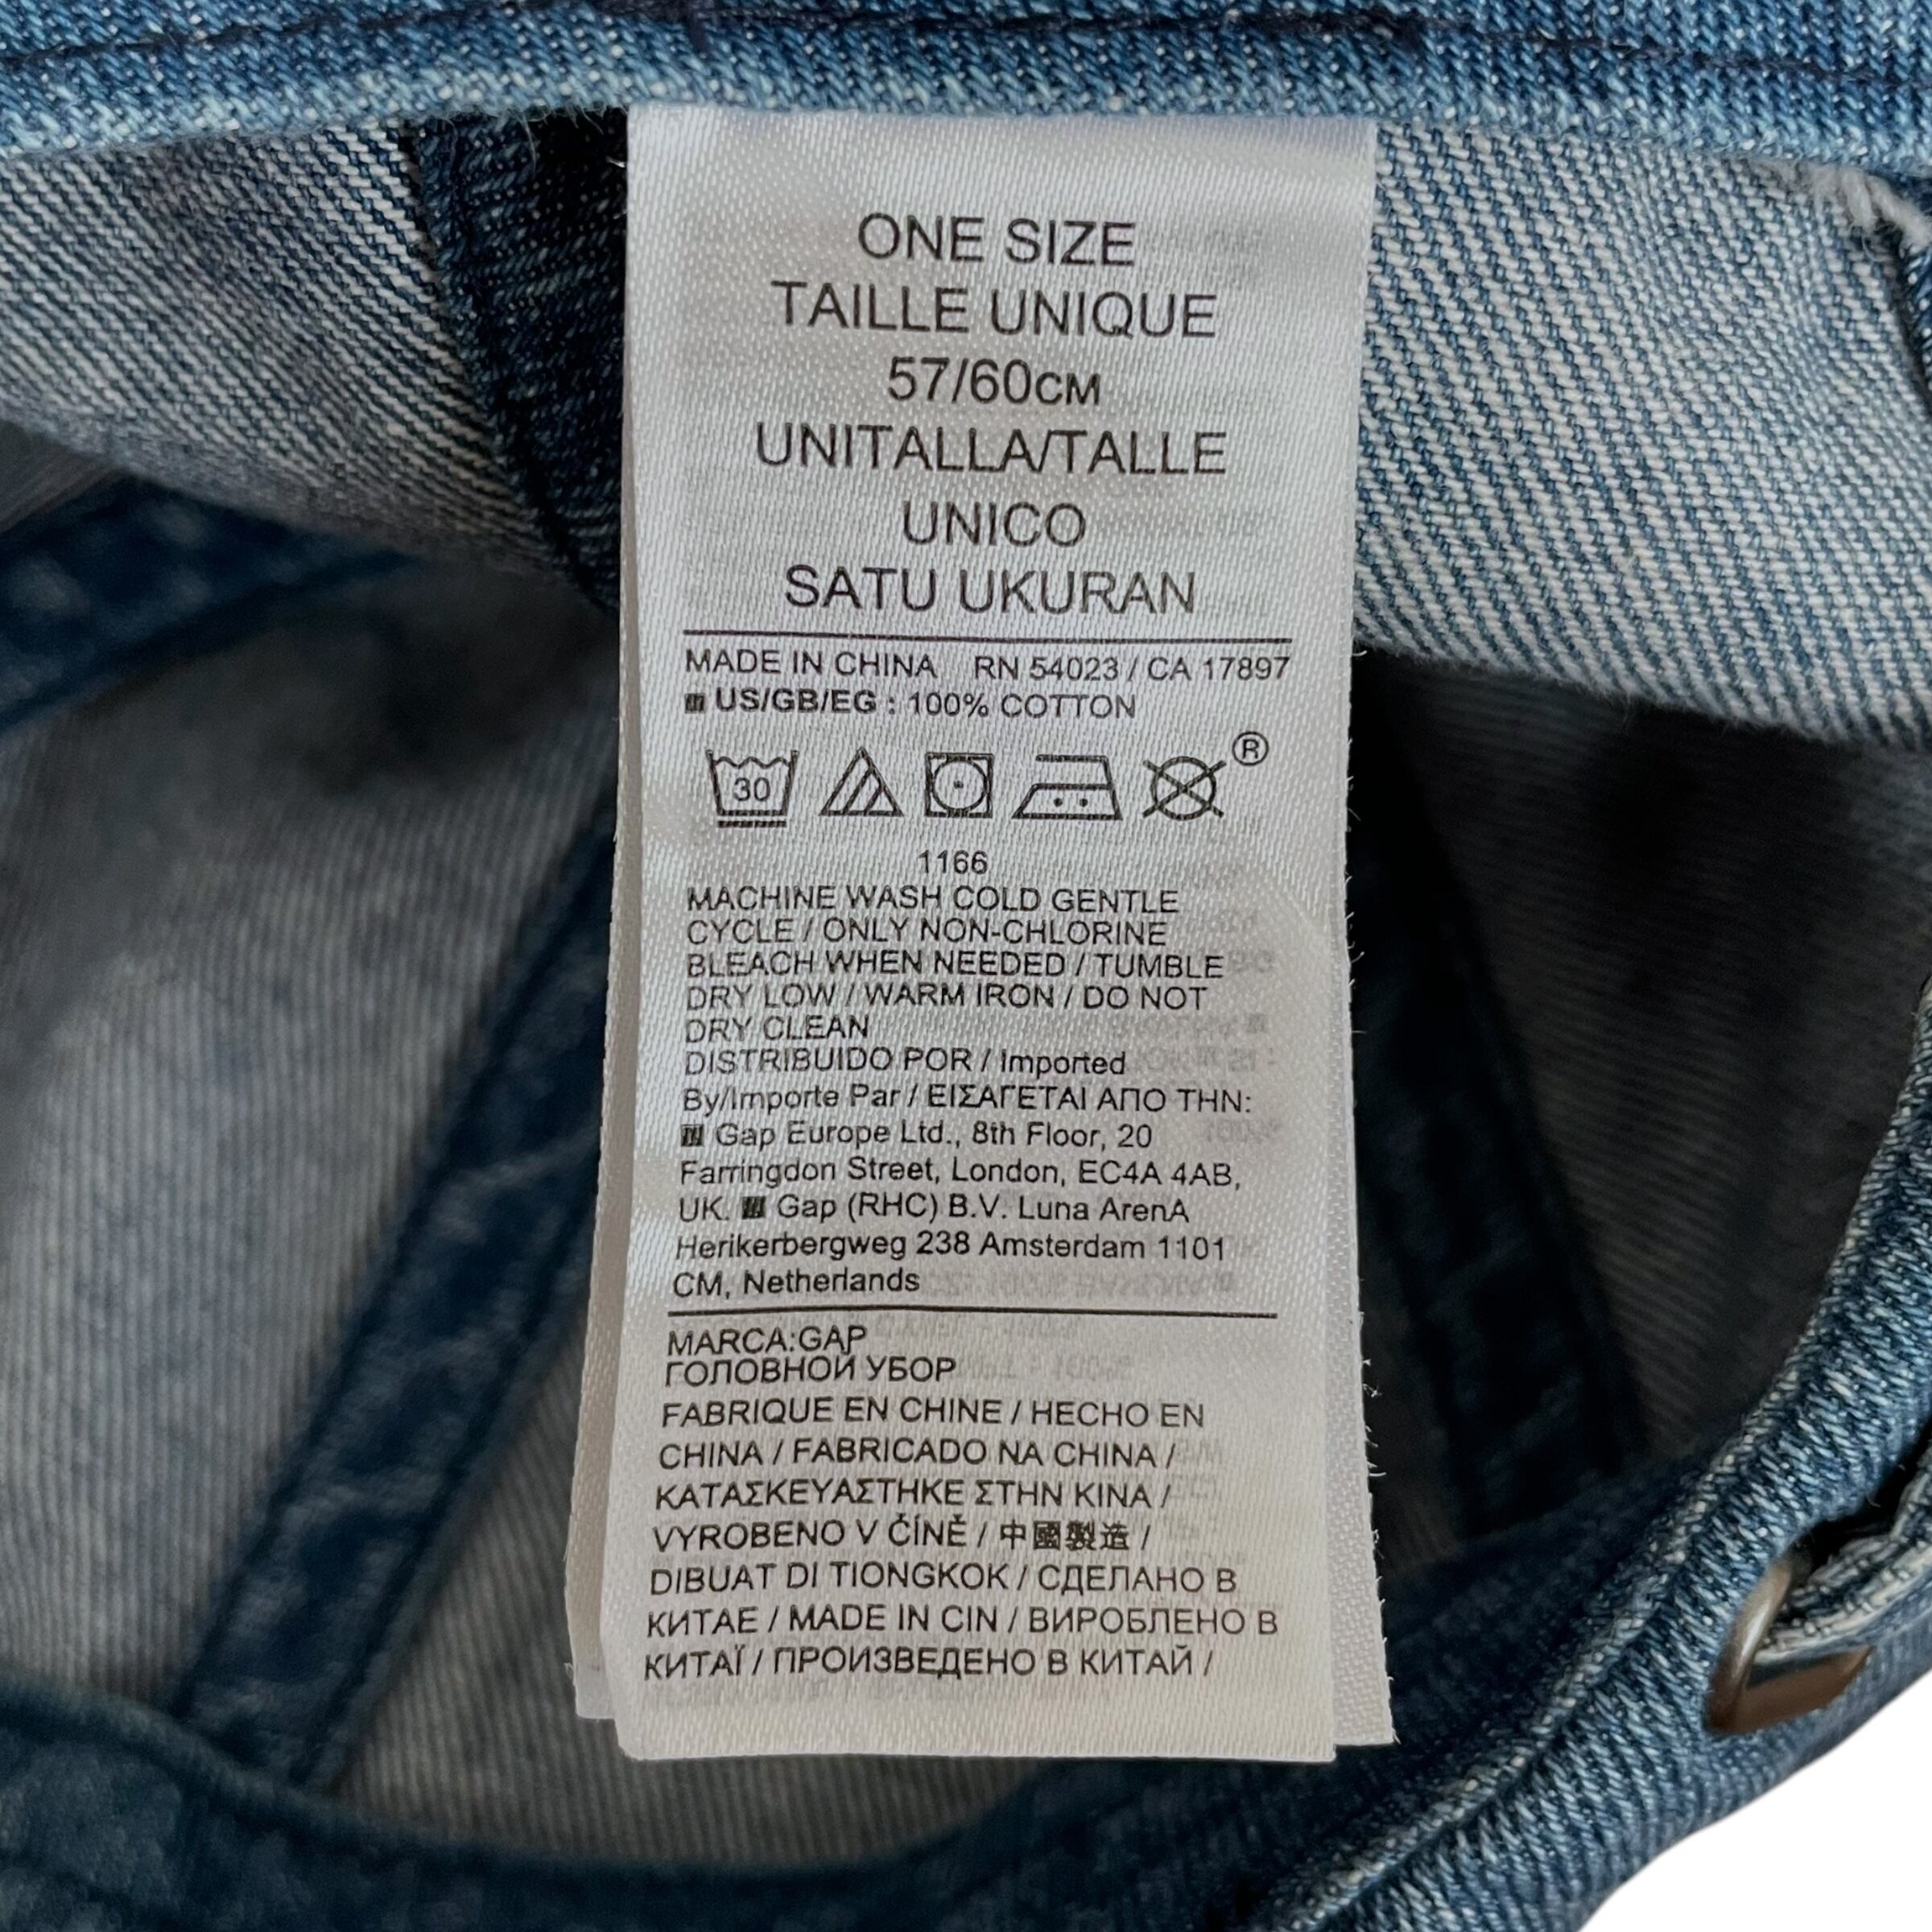 ONE SIZE
TAILLE UNIQUE
57/60CM
UNITALLA/TALLE
UNICO
SATU UKURAN
MADE IN CHINA RN 54023 / CA 17897
US/GB/EG : 100% COTTON
30
®
1166
MACHINE WASH COLD GENTLE
CYCLE / ONLY NON-CHLORINE
BLEACH WHEN NEEDED / TUMBLE
DRY LOW / WARM IRON / DO NOT
DRY CLEAN
DISTRIBUIDO POR / Imported
By/Importe Par / ΕΙΣΑΓΕΤΑΙ ΑΠΟ ΤΗΝ:
Gap Europe Ltd., 8th Floor, 20
Farringdon Street, London, EC4A 4AB,
UK. Gap (RHC) B.V. Luna ArenA
Herikerbergweg 238 Amsterdam 1101
CM, Netherlands
MARCA:GAP
ГОЛОВНОЙ УБОР
FABRIQUE EN CHINE / HECHO EN
CHINA / FABRICADO NA CHINA /
ΚΑΤΑΣΚΕΥΑΣΤΗΚΕ ΣΤΗΝ ΚΙΝΑ /
VYROBENO V ČÍNĚ / 中國製造 /
DIBUAT DI TIONGKOK / СДЕЛАНО В
КИТАЕ / MADE IN CIN / ВИРОБЛЕНО В
КИТАЇ / ПРОИЗВЕДЕНО В КИТАЙ /